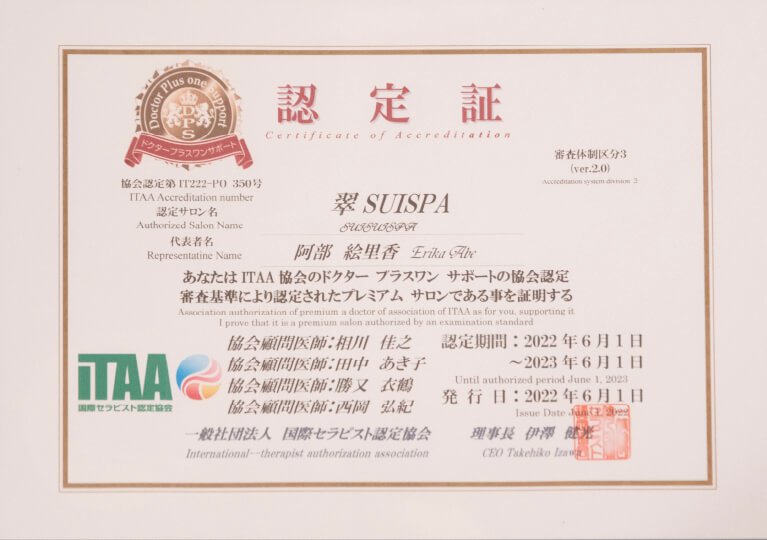 Doctor Plus one Support
DPS
ドクタープラスワンサポート
認定証
Certificate of Accreditation
審査体制区分3
(ver.2.0)
Accreditation system division 3
協会認定第IT222-PO 350号
ITAA Accreditation number
認定サロン名
Authorized Salon Name
翠 SUISPA
SUISUISPA
代表者名
Representatine Name
阿部 絵里香 Erika Abe
あなたは ITAA 協会のドクター プラスワン サポートの協会認定
審査基準により認定されたプレミアム サロンである事を証明する
Association authorization of premium a doctor of association of ITAA as for you, supporting it
I prove that it is a premium salon authorized by an examination standard
協会顧問医師：相川 佳之
協会顧問医師：田中 あき子
協会顧問医師：勝又 衣鶴
協会顧問医師：西岡 弘紀
認定期間：2022年6月1日
～2023年6月1日
Until authorized period June 1, 2023
発行日：2022年6月1日
Issue Date June 1, 2022
iTAA
国際セラピスト認定協会
一般社団法人 国際セラピスト認定協会
International--therapist authorization association
理事長 伊澤 健光
CEO Takehiko Izawa